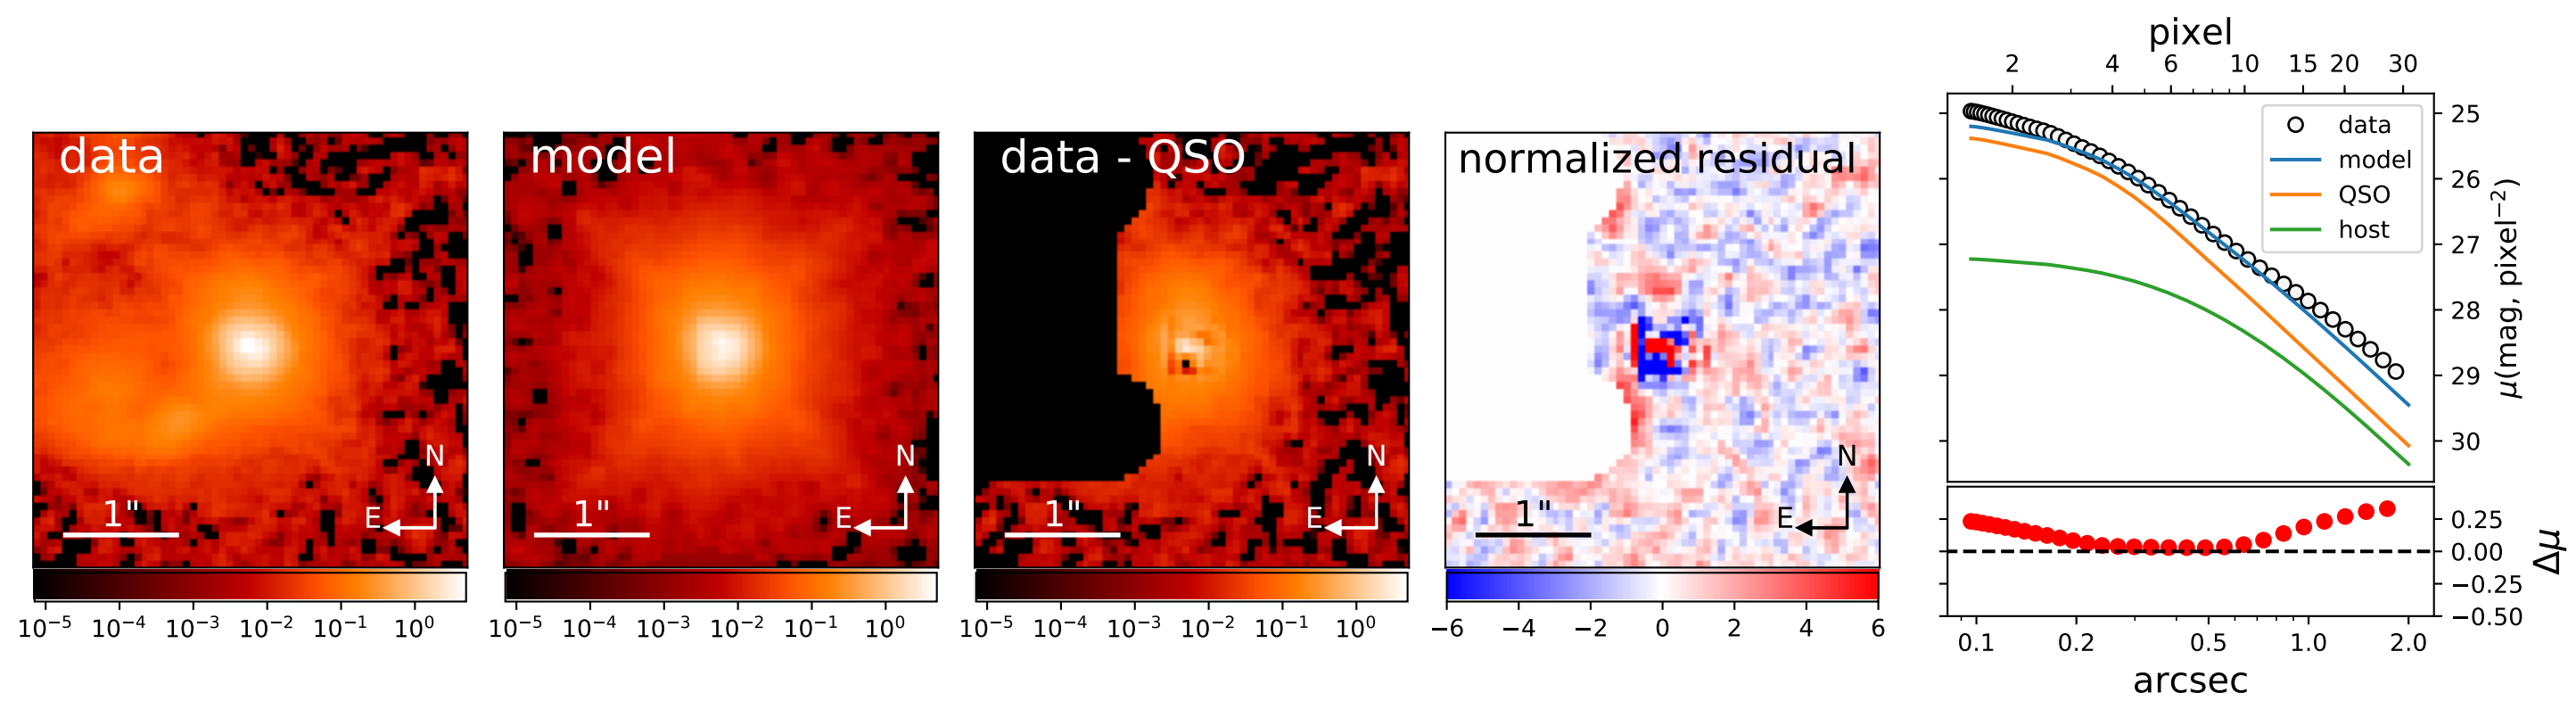 data
N
E
1"
10⁻⁵ 10⁻⁴ 10⁻³ 10⁻² 10⁻¹ 10⁰
model
N
E
1"
10⁻⁵ 10⁻⁴ 10⁻³ 10⁻² 10⁻¹ 10⁰
data - QSO
N
E
1"
10⁻⁵ 10⁻⁴ 10⁻³ 10⁻² 10⁻¹ 10⁰
normalized residual
N
E
1"
−6 −4 −2 0 2 4 6
pixel
2 4 6 10 15 20 30
data
model
QSO
host
25
26
27
28
29
30
μ(mag, pixel⁻²)
0.25
0.00
−0.25
−0.50
Δμ
0.1 0.2 0.5 1.0 2.0
arcsec